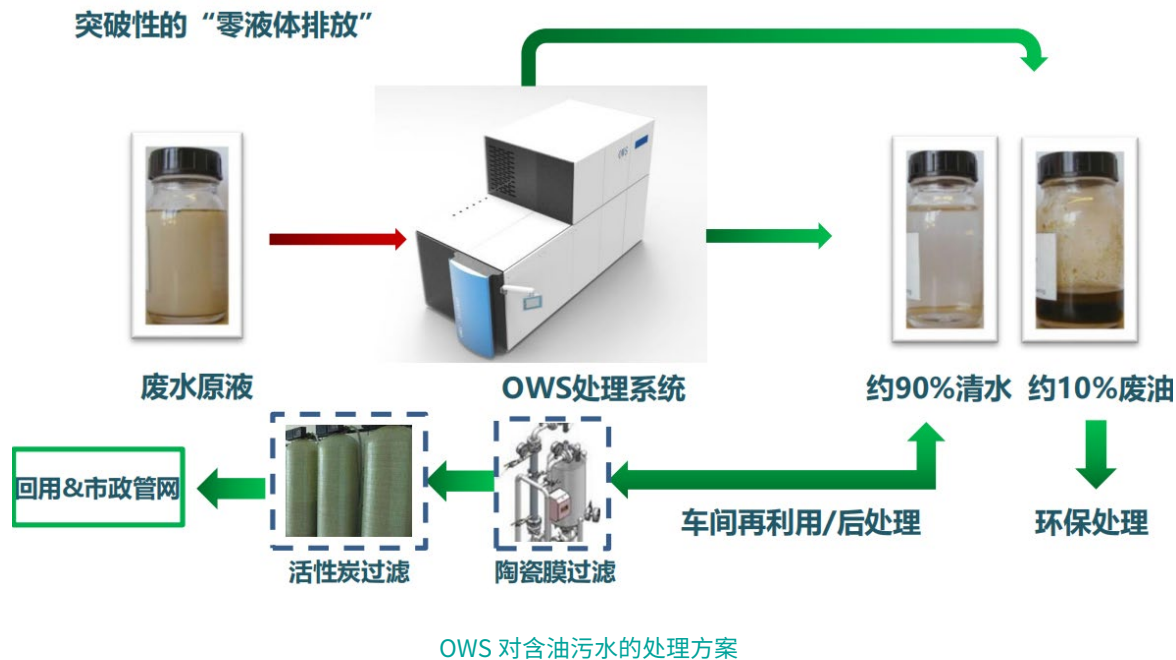 突破性的“零液体排放”
OWS
废水原液
OWS处理系统
约90%清水
约10%废油
回用&市政管网
车间再利用/后处理
环保处理
活性炭过滤
陶瓷膜过滤
OWS 对含油污水的处理方案